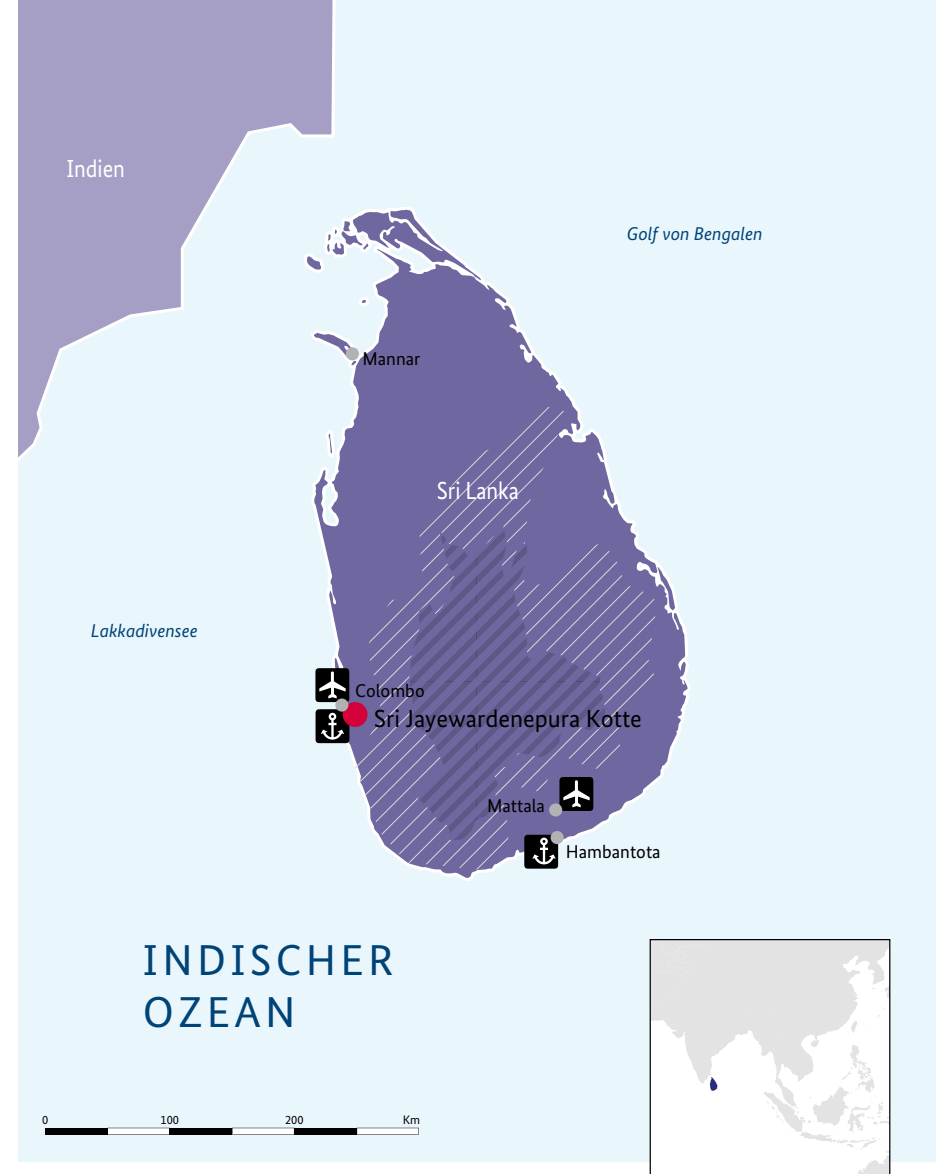 Indien
Golf von Bengalen
Mannar
Sri Lanka
Lakkadivensee
Colombo
Sri Jayewardenepura Kotte
Mattala
Hambantota
INDISCHER
OZEAN
0 100 200 Km